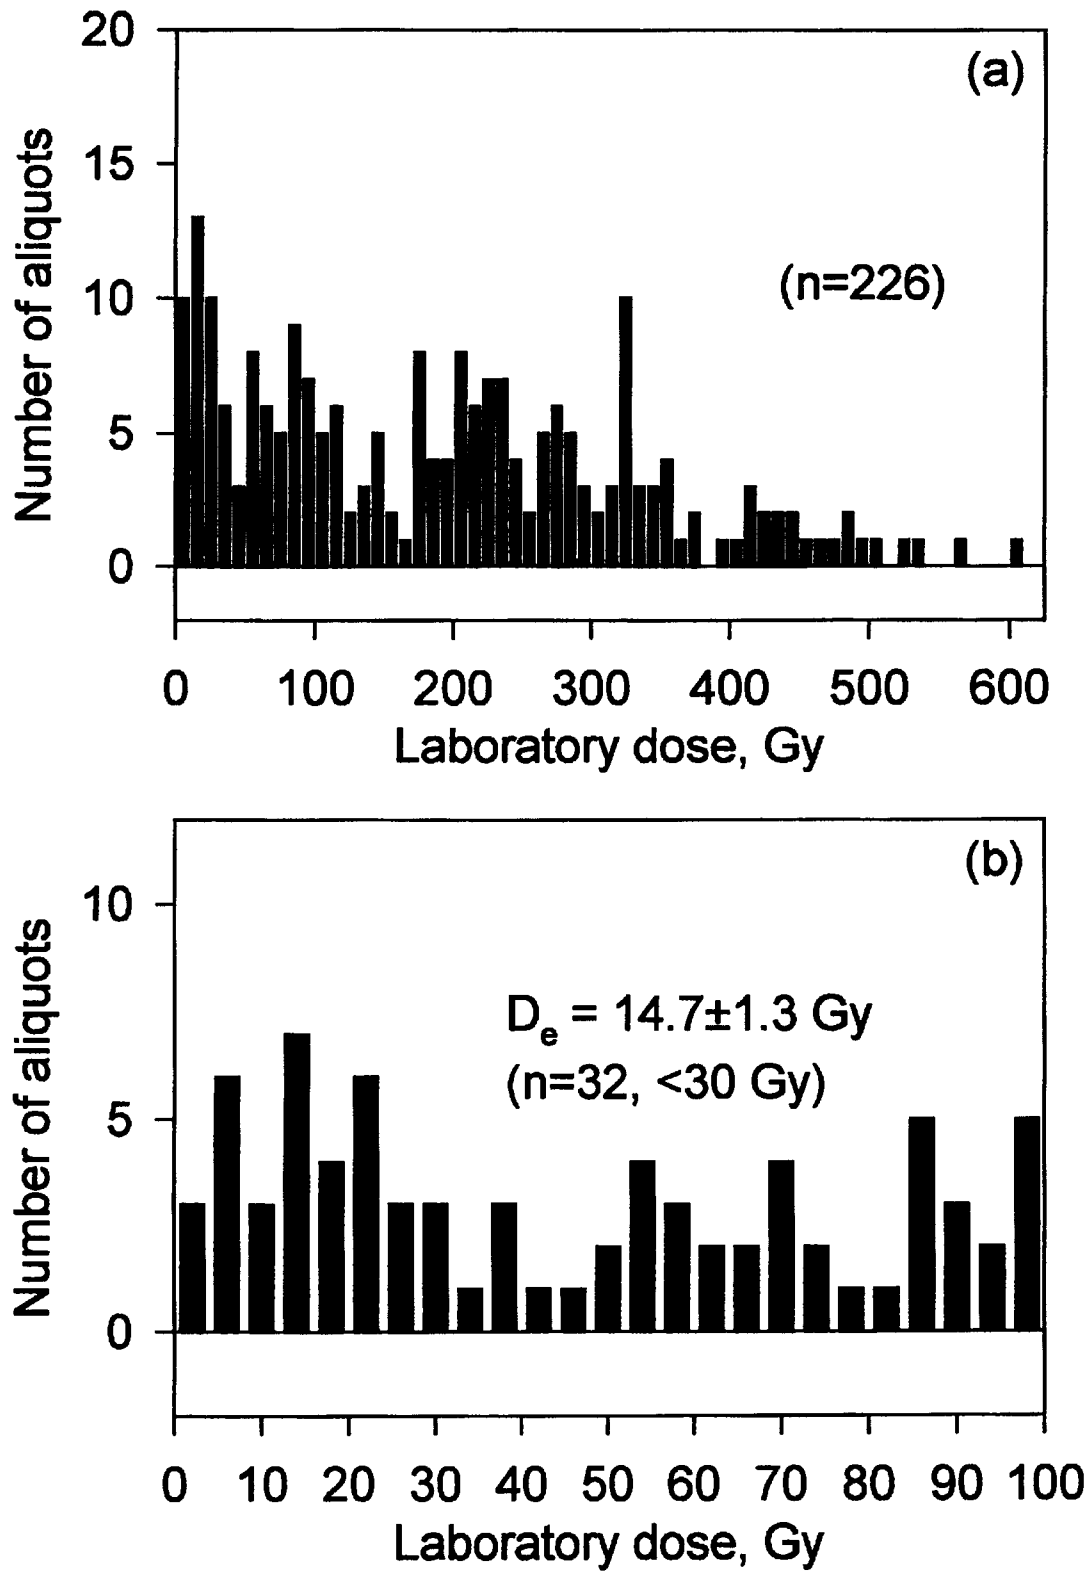 20
(a)
15
(n=226)
10
5
0
Number of aliquots
0 100 200 300 400 500 600
Laboratory dose, Gy
(b)
10
D_e = 14.7±1.3 Gy
(n=32, <30 Gy)
5
0
Number of aliquots
0 10 20 30 40 50 60 70 80 90 100
Laboratory dose, Gy